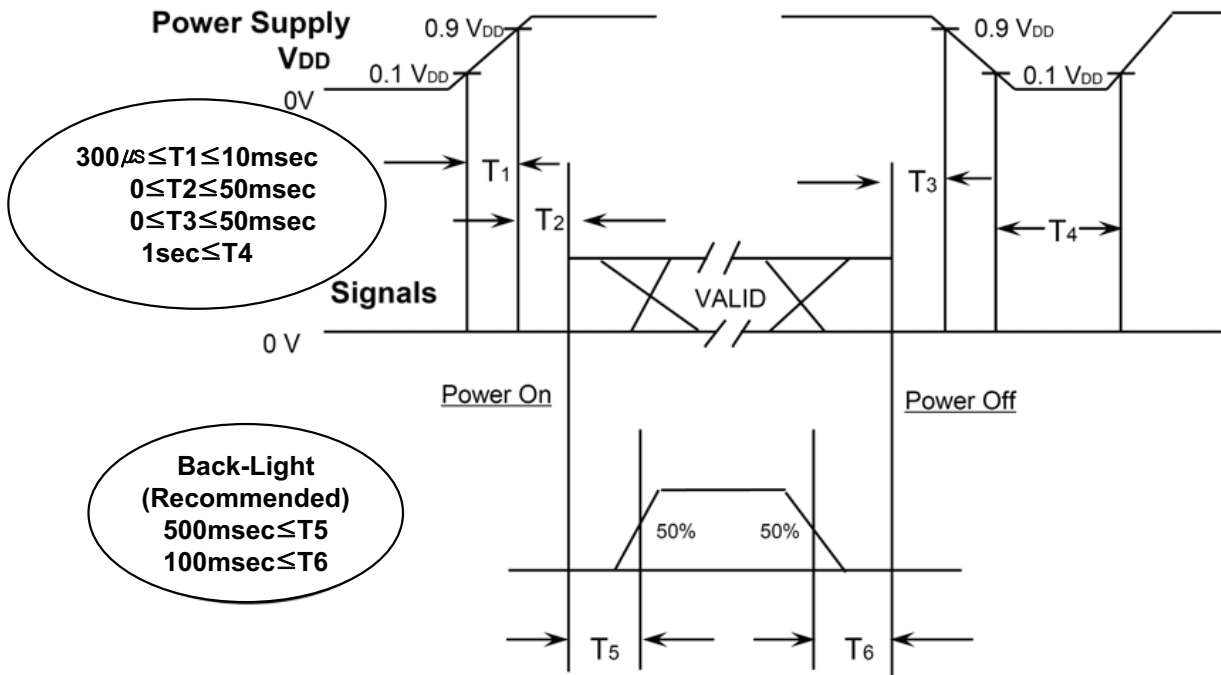 Power Supply
VDD
0.9 VDD
0.1 VDD
0V
0.9 VDD
0.1 VDD
300㎲≦T1≦10msec
0≦T2≦50msec
0≦T3≦50msec
1sec≦T4
T1
T2
T3
T4
Signals
VALID
0 V
Power On
Power Off
Back-Light
(Recommended)
500msec≦T5
100msec≦T6
50%
50%
T5
T6